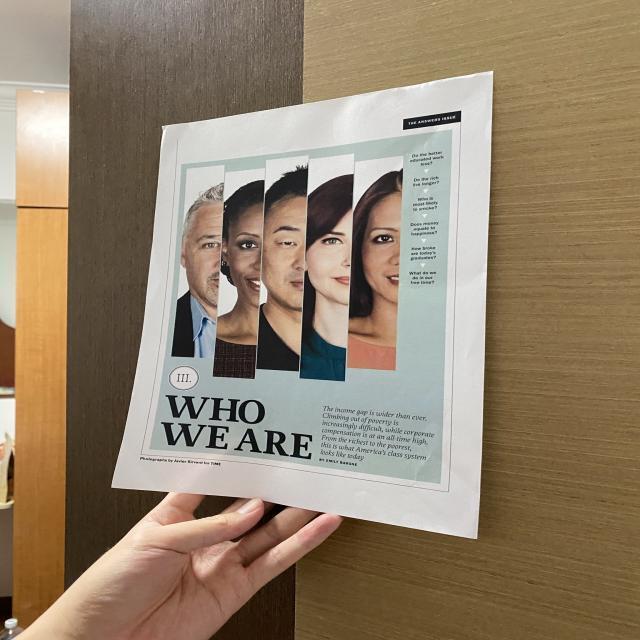 THE ANSWERS ISSUE
Do the better
educated work
less?
Do the rich
live longer?
Who is
most likely
to smoke?
Does money
equate to
happiness?
How broke
are today's
graduates?
What do we
do in our
free time?
III.
WHO
WE ARE
The income gap is wider than ever.
Climbing out of poverty is
increasingly difficult, while corporate
compensation is at an all-time high.
From the richest to the poorest,
this is what America's class system
looks like today
BY EMILY BARONE
Photographs by Javier Sirvent for TIME